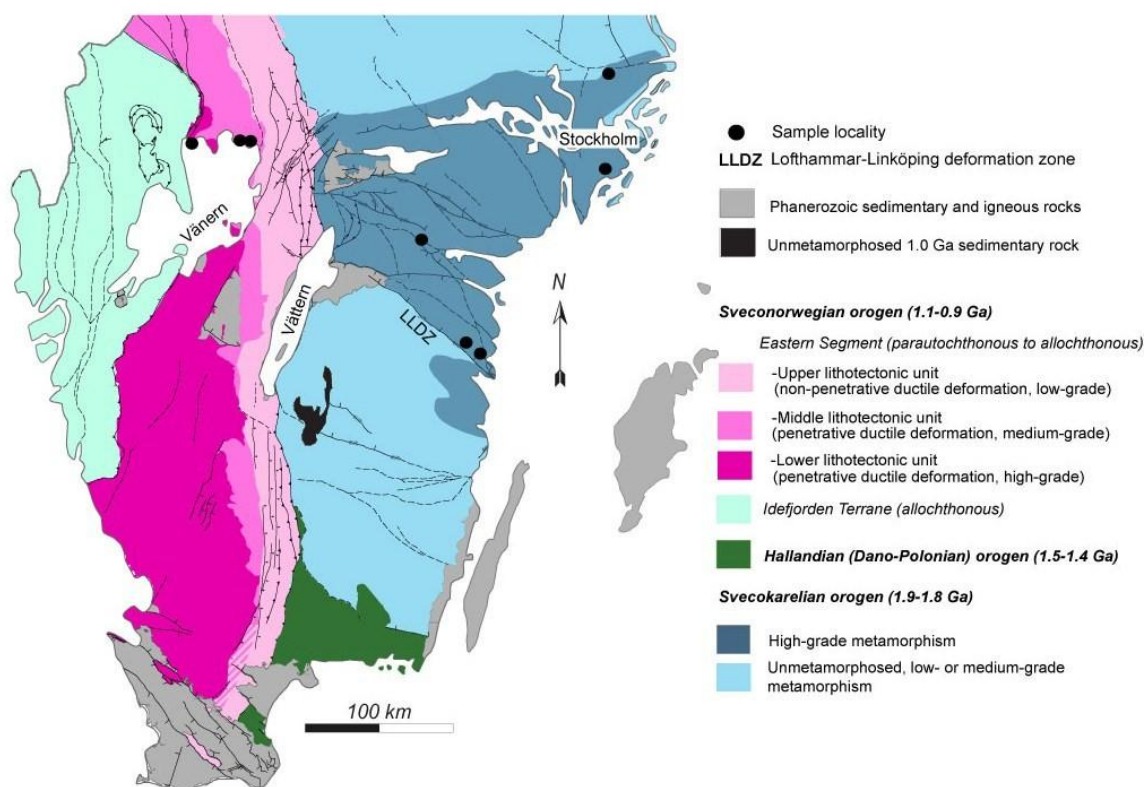 Stockholm
Vänern
Vättern
LLDZ
N
100 km
Sample locality
LLDZ Lofthammar-Linköping deformation zone
Phanerozoic sedimentary and igneous rocks
Unmetamorphosed 1.0 Ga sedimentary rock
Sveconorwegian orogen (1.1-0.9 Ga)
Eastern Segment (parautochthonous to allochthonous)
-Upper lithotectonic unit
(non-penetrative ductile deformation, low-grade)
-Middle lithotectonic unit
(penetrative ductile deformation, medium-grade)
-Lower lithotectonic unit
(penetrative ductile deformation, high-grade)
Idefjorden Terrane (allochthonous)
Hallandian (Dano-Polonian) orogen (1.5-1.4 Ga)
Svecokarelian orogen (1.9-1.8 Ga)
High-grade metamorphism
Unmetamorphosed, low- or medium-grade
metamorphism